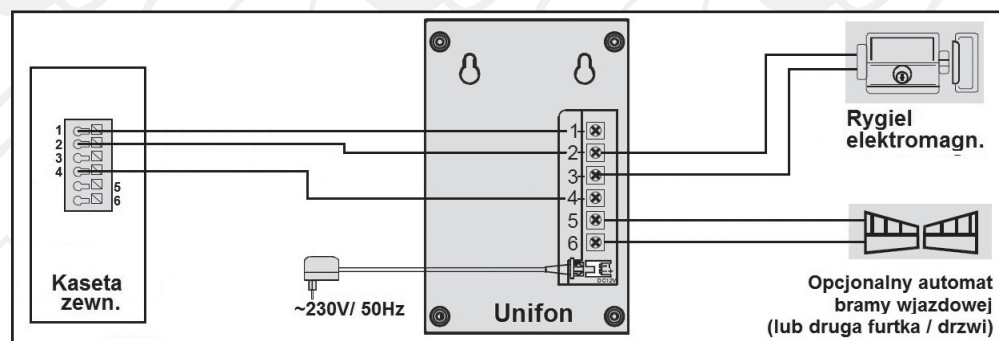 1
2
3
4
5
6
Kaseta
zewn.
~230V/ 50Hz
Unifon
1
2
3
4
5
6
DC12V
Rygiel
elektromagn.
Opcjonalny automat
bramy wjazdowej
(lub druga furtka / drzwi)